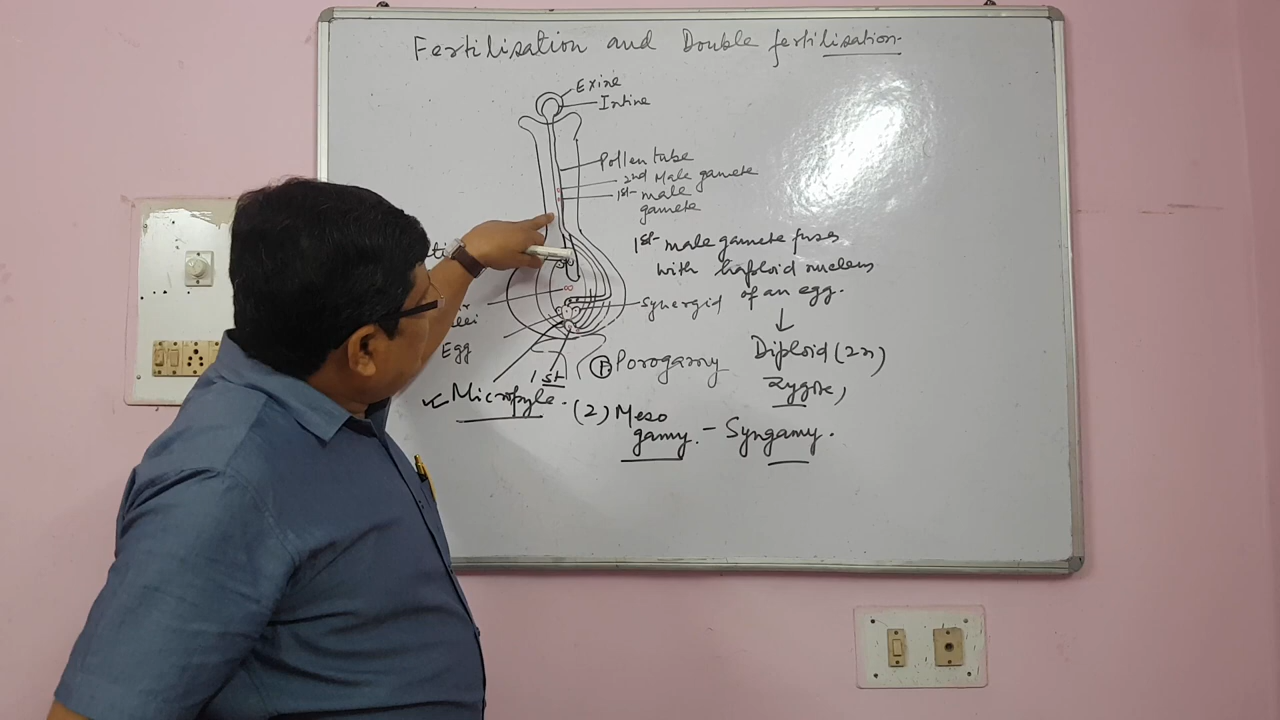 Fertilisation and Double fertilisation.
Exine
Intine
Pollen tube
2nd Male gamete
1st male
gamete
1st male gamete fuses
with haploid nucleus
of an egg.
Synergid
Egg
Diploid (2n)
Zygote,
1st
Porogamy
Micropyle.
(2) Meso
gamy. - Syngamy.